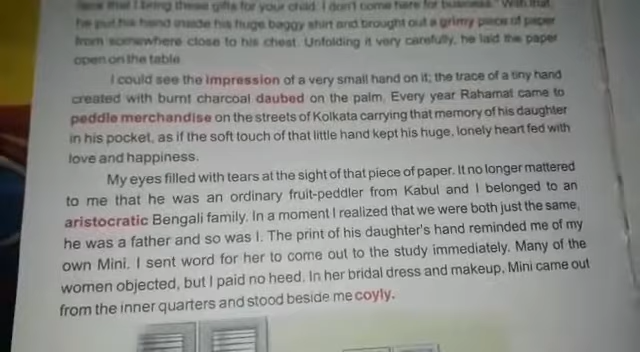 that I bring these gifts for your child. I don't come here for business." With that,
he put his hand inside his huge baggy shirt and brought out a grimy piece of paper
from somewhere close to his chest. Unfolding it very carefully, he laid the paper
open on the table.
I could see the impression of a very small hand on it; the trace of a tiny hand
created with burnt charcoal daubed on the palm. Every year Rahamat came to
peddle merchandise on the streets of Kolkata carrying that memory of his daughter
in his pocket, as if the soft touch of that little hand kept his huge, lonely heart fed with
love and happiness.
My eyes filled with tears at the sight of that piece of paper. It no longer mattered
to me that he was an ordinary fruit-peddler from Kabul and I belonged to an
aristocratic Bengali family. In a moment I realized that we were both just the same,
he was a father and so was I. The print of his daughter's hand reminded me of my
own Mini. I sent word for her to come out to the study immediately. Many of the
women objected, but I paid no heed. In her bridal dress and makeup, Mini came out
from the inner quarters and stood beside me coyly.